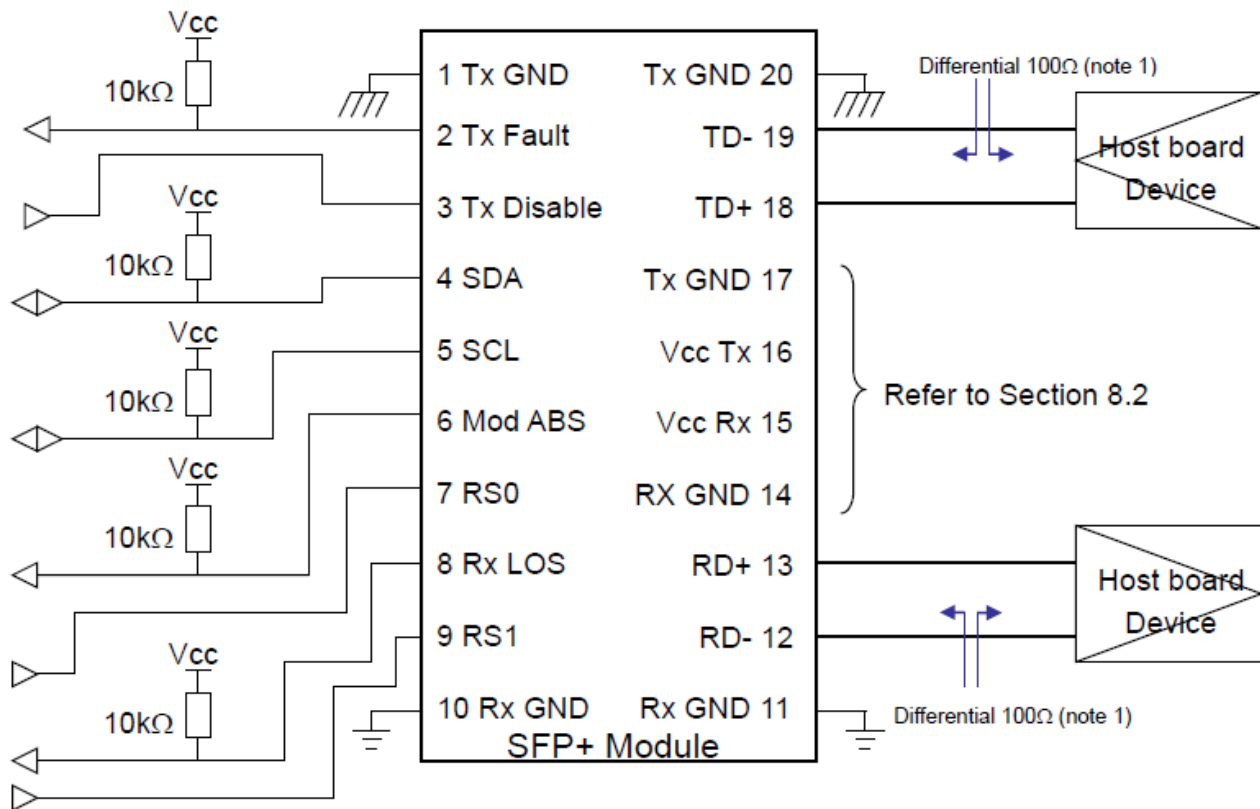 Vcc
10kΩ
Vcc
10kΩ
Vcc
10kΩ
Vcc
10kΩ
Vcc
10kΩ
1 Tx GND
2 Tx Fault
3 Tx Disable
4 SDA
5 SCL
6 Mod ABS
7 RS0
8 Rx LOS
9 RS1
10 Rx GND
Tx GND 20
TD- 19
TD+ 18
Tx GND 17
Vcc Tx 16
Vcc Rx 15
RX GND 14
RD+ 13
RD- 12
Rx GND 11
SFP+ Module
Differential 100Ω (note 1)
Host board
Device
Refer to Section 8.2
Host board
Device
Differential 100Ω (note 1)